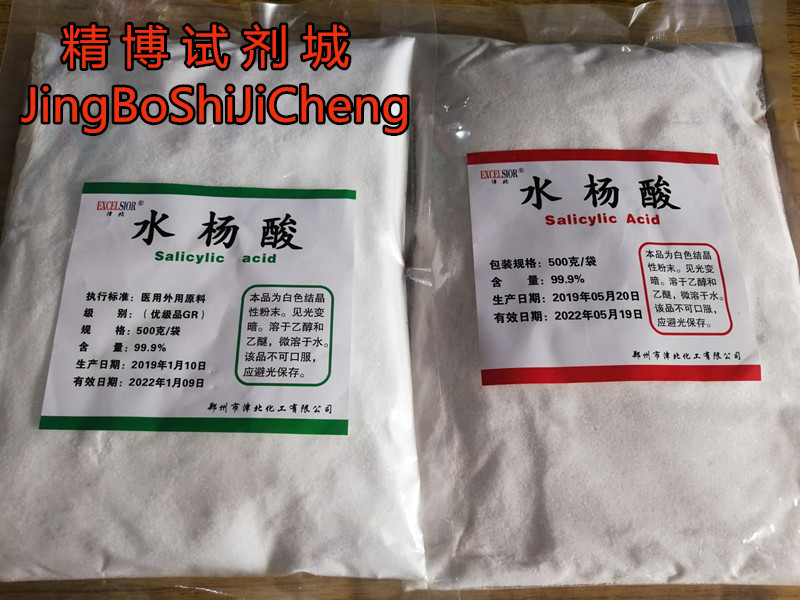 精博试剂城
JingBoShiJiCheng
EXCELSIOR®
津北
水杨酸
Salicylic acid
执行标准：医用外用原料
级 别：（优级品GR）
规 格：500克/袋
含 量：99.9%
生产日期：2019年1月10日
有效日期：2022年1月09日
本品为白色结晶
性粉末。见光变
暗。溶于乙醇和
乙醚，微溶于水。
该品不可口服，
应避光保存。
郑州市津北化工有限公司
EXCELSIOR®
津北
水杨酸
Salicylic Acid
包装规格：500克/袋
含 量：99.9%
生产日期：2019年05月20日
有效日期：2022年05月19日
本品为白色结晶
性粉末。见光变
暗。溶于乙醇和
乙醚，微溶于水。
该品不可口服，
应避光保存。
郑州市津北化工有限公司